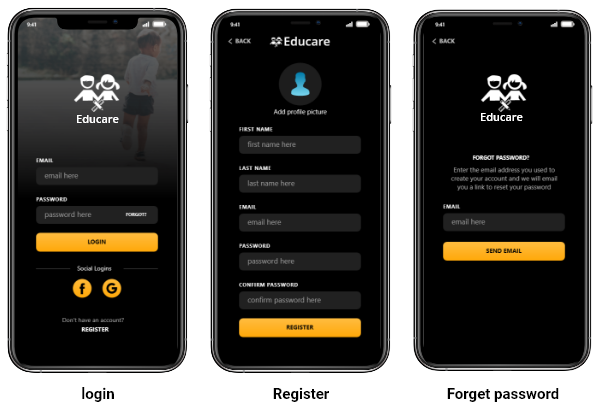 9:41
Educare
EMAIL
email here
PASSWORD
password here
FORGOT?
LOGIN
Social Logins
f G
Don't have an account?
REGISTER
login
9:41
BACK
Educare
Add profile picture
FIRST NAME
first name here
LAST NAME
last name here
EMAIL
email here
PASSWORD
password here
CONFIRM PASSWORD
confirm password here
REGISTER
Register
9:41
BACK
Educare
FORGOT PASSWORD?
Enter the email address you used to
create your account and we will email
you a link to reset your password
EMAIL
email here
SEND EMAIL
Forget password